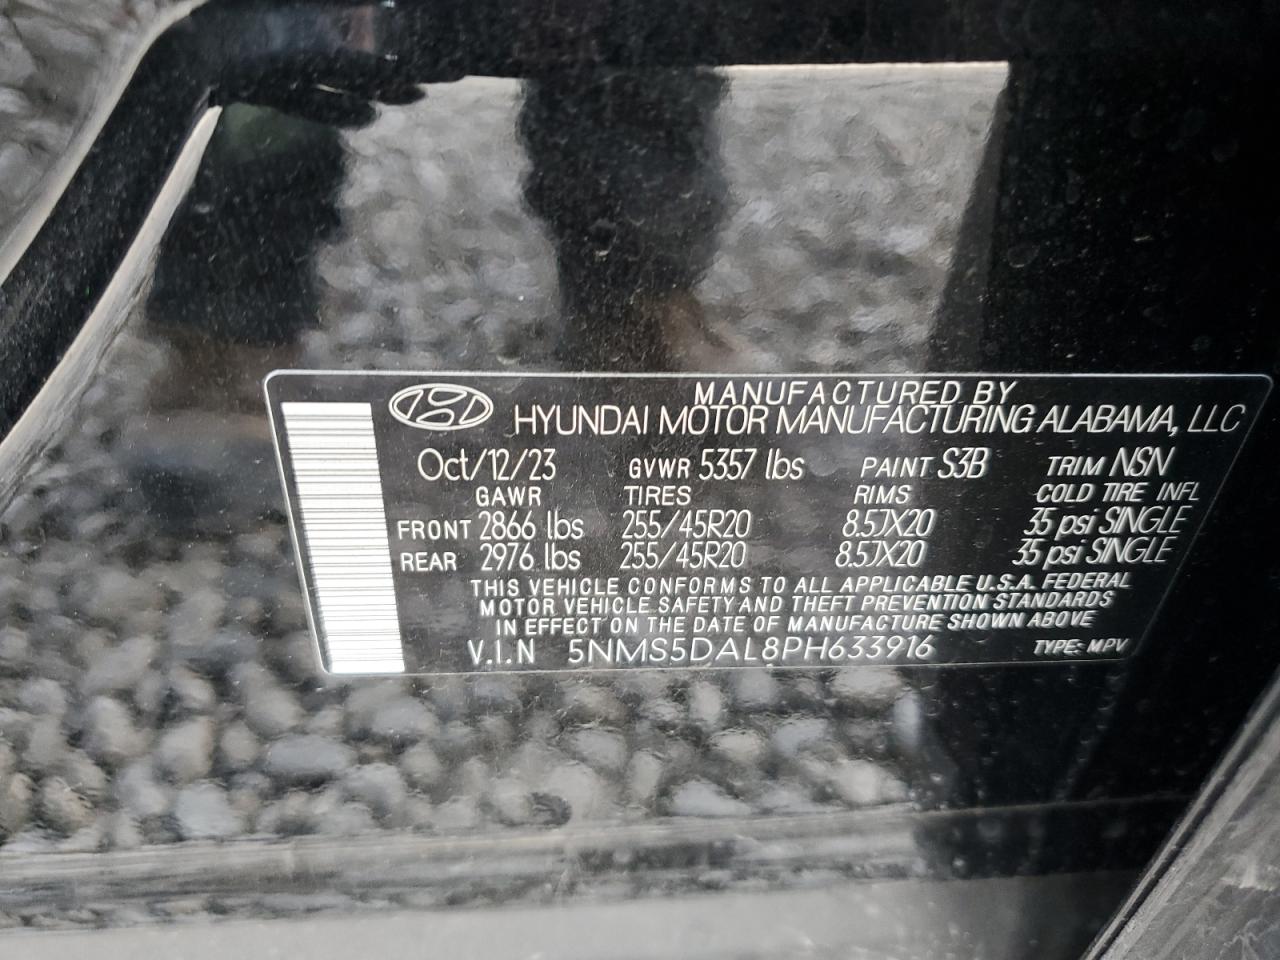 MANUFACTURED BY
HYUNDAI MOTOR MANUFACTURING ALABAMA, LLC
Oct/12/23 GVWR 5357 lbs PAINT S3B TRIM NSN
GAWR TIRES RIMS COLD TIRE INFL
FRONT 2866 lbs 255/45R20 8.5JX20 35 psi SINGLE
REAR 2976 lbs 255/45R20 8.5JX20 35 psi SINGLE
THIS VEHICLE CONFORMS TO ALL APPLICABLE U.S.A. FEDERAL
MOTOR VEHICLE SAFETY AND THEFT PREVENTION STANDARDS
IN EFFECT ON THE DATE OF MANUFACTURE SHOWN ABOVE
V.I.N 5NMS5DAL8PH633916 TYPE: MPV